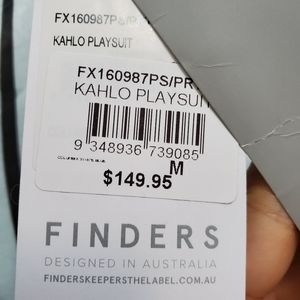 FX160987PS/PR
KAHLO PLAYSUIT
FX160987PS/PR
KAHLO PLAYSUIT
9 348936 739085
M
$149.95
FINDERS
DESIGNED IN AUSTRALIA
FINDERSKEEPERSTHELABEL.COM.AU